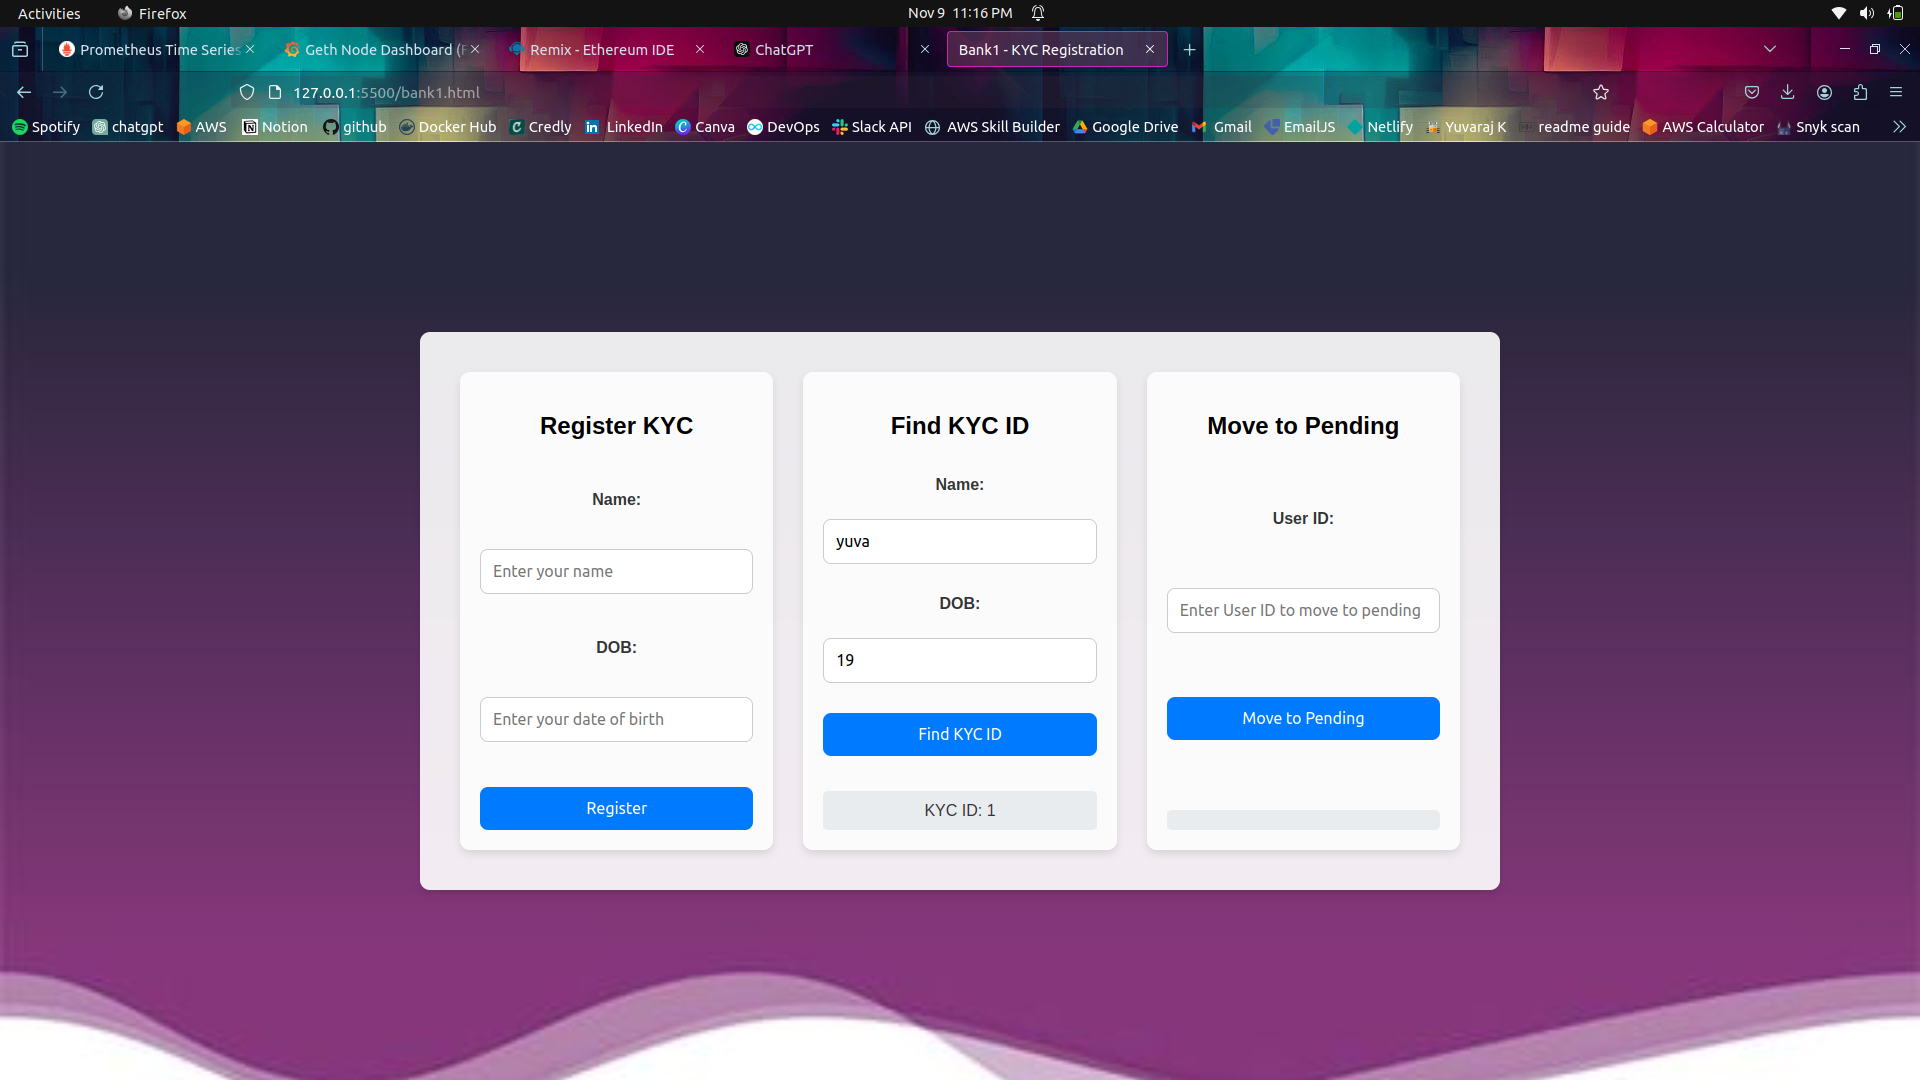 Activities Firefox Nov 9 11:16 PM
Prometheus Time Series Geth Node Dashboard (F Remix - Ethereum IDE ChatGPT Bank1 - KYC Registration
127.0.0.1:5500/bank1.html
Spotify chatgpt AWS Notion github Docker Hub Credly LinkedIn Canva DevOps Slack API AWS Skill Builder Google Drive Gmail EmailJS Netlify Yuvaraj K readme guide AWS Calculator Snyk scan
Register KYC
Name:
Enter your name
DOB:
Enter your date of birth
Register
Find KYC ID
Name:
yuva
DOB:
19
Find KYC ID
KYC ID: 1
Move to Pending
User ID:
Enter User ID to move to pending
Move to Pending